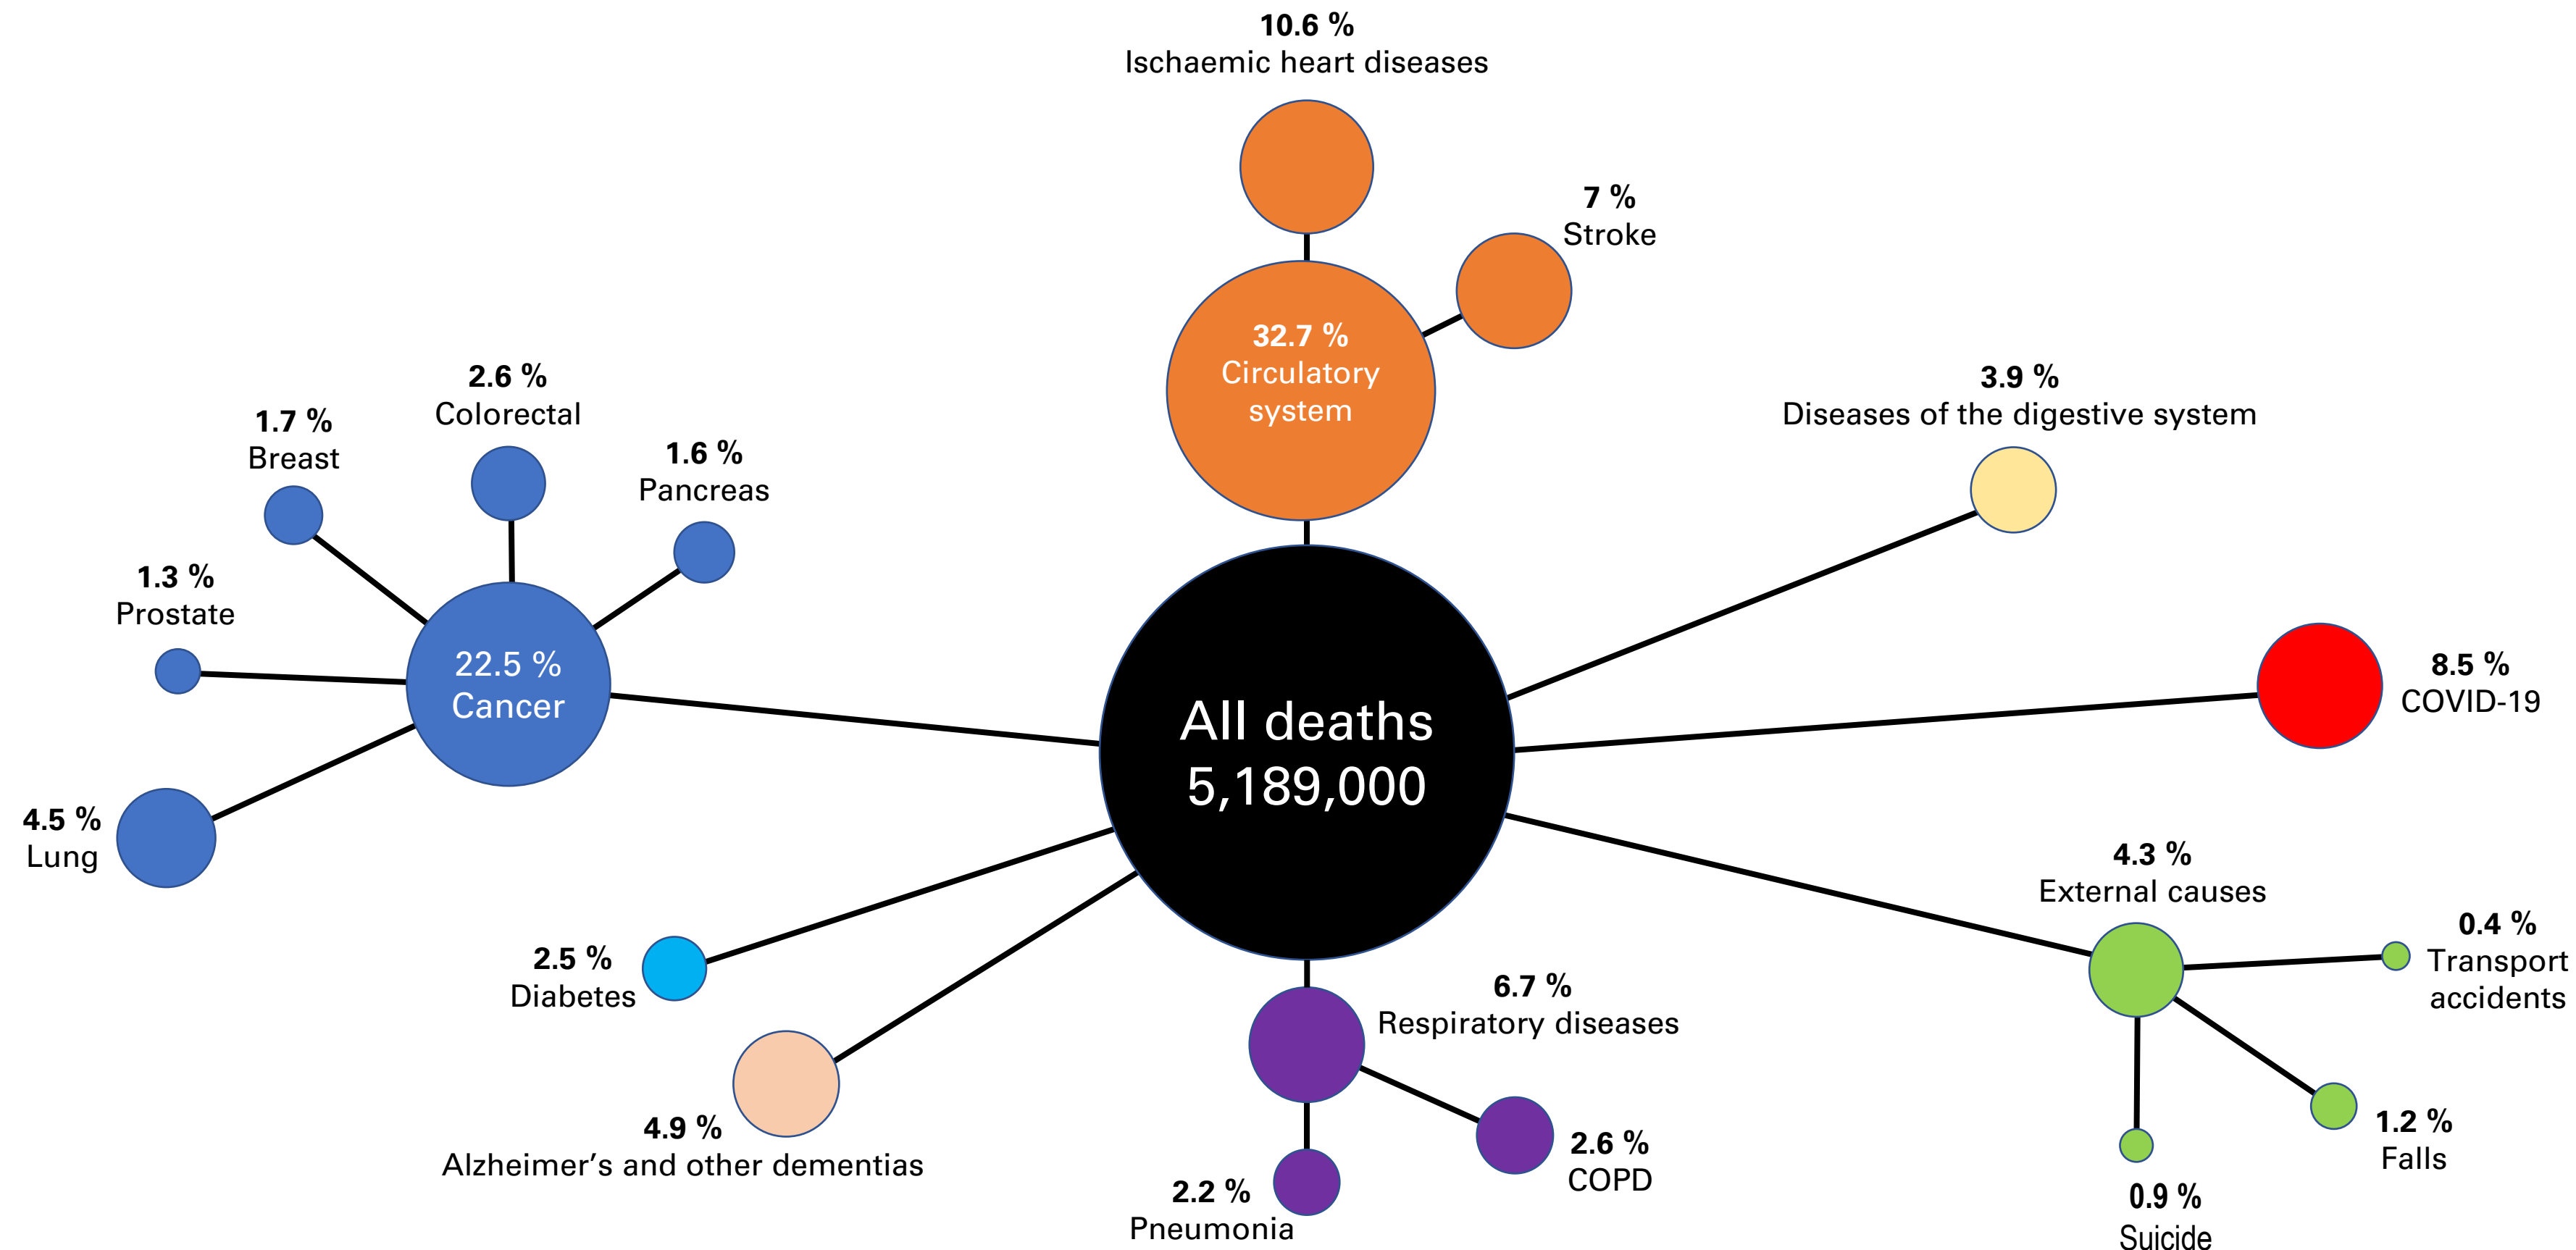 10.6 %
Ischaemic heart diseases
7 %
Stroke
32.7 %
Circulatory
system
3.9 %
Diseases of the digestive system
2.6 %
Colorectal
1.7 %
Breast
1.6 %
Pancreas
1.3 %
Prostate
22.5 %
Cancer
4.5 %
Lung
All deaths
5,189,000
8.5 %
COVID-19
4.3 %
External causes
0.4 %
Transport
accidents
1.2 %
Falls
0.9 %
Suicide
2.5 %
Diabetes
4.9 %
Alzheimer’s and other dementias
6.7 %
Respiratory diseases
2.6 %
COPD
2.2 %
Pneumonia